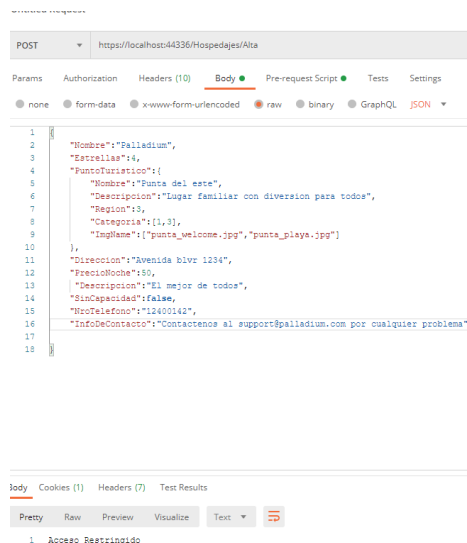 POST https://localhost:44336/Hospedajes/Alta
Params Authorization Headers (10) Body Pre-request Script Tests Settings
none form-data x-www-form-urlencoded raw binary GraphQL JSON
1 {
2 "Nombre":"Palladium",
3 "Estrellas":4,
4 "PuntoTuristico":{
5 "Nombre":"Punta del este",
6 "Descripcion":"Lugar familiar con diversion para todos",
7 "Region":3,
8 "Categoria":[1,3],
9 "ImgName":["punta_welcome.jpg","punta_playa.jpg"]
10 },
11 "Direccion":"Avenida blvr 1234",
12 "PrecioNoche":50,
13 "Descripcion":"El mejor de todos",
14 "SinCapacidad":false,
15 "NroTelefono":"12400142",
16 "InfoDeContacto":"Contactenos al support@palladium.com por cualquier problema"
17
18 }
Body Cookies (1) Headers (7) Test Results
Pretty Raw Preview Visualize Text
1 Acceso Restringido